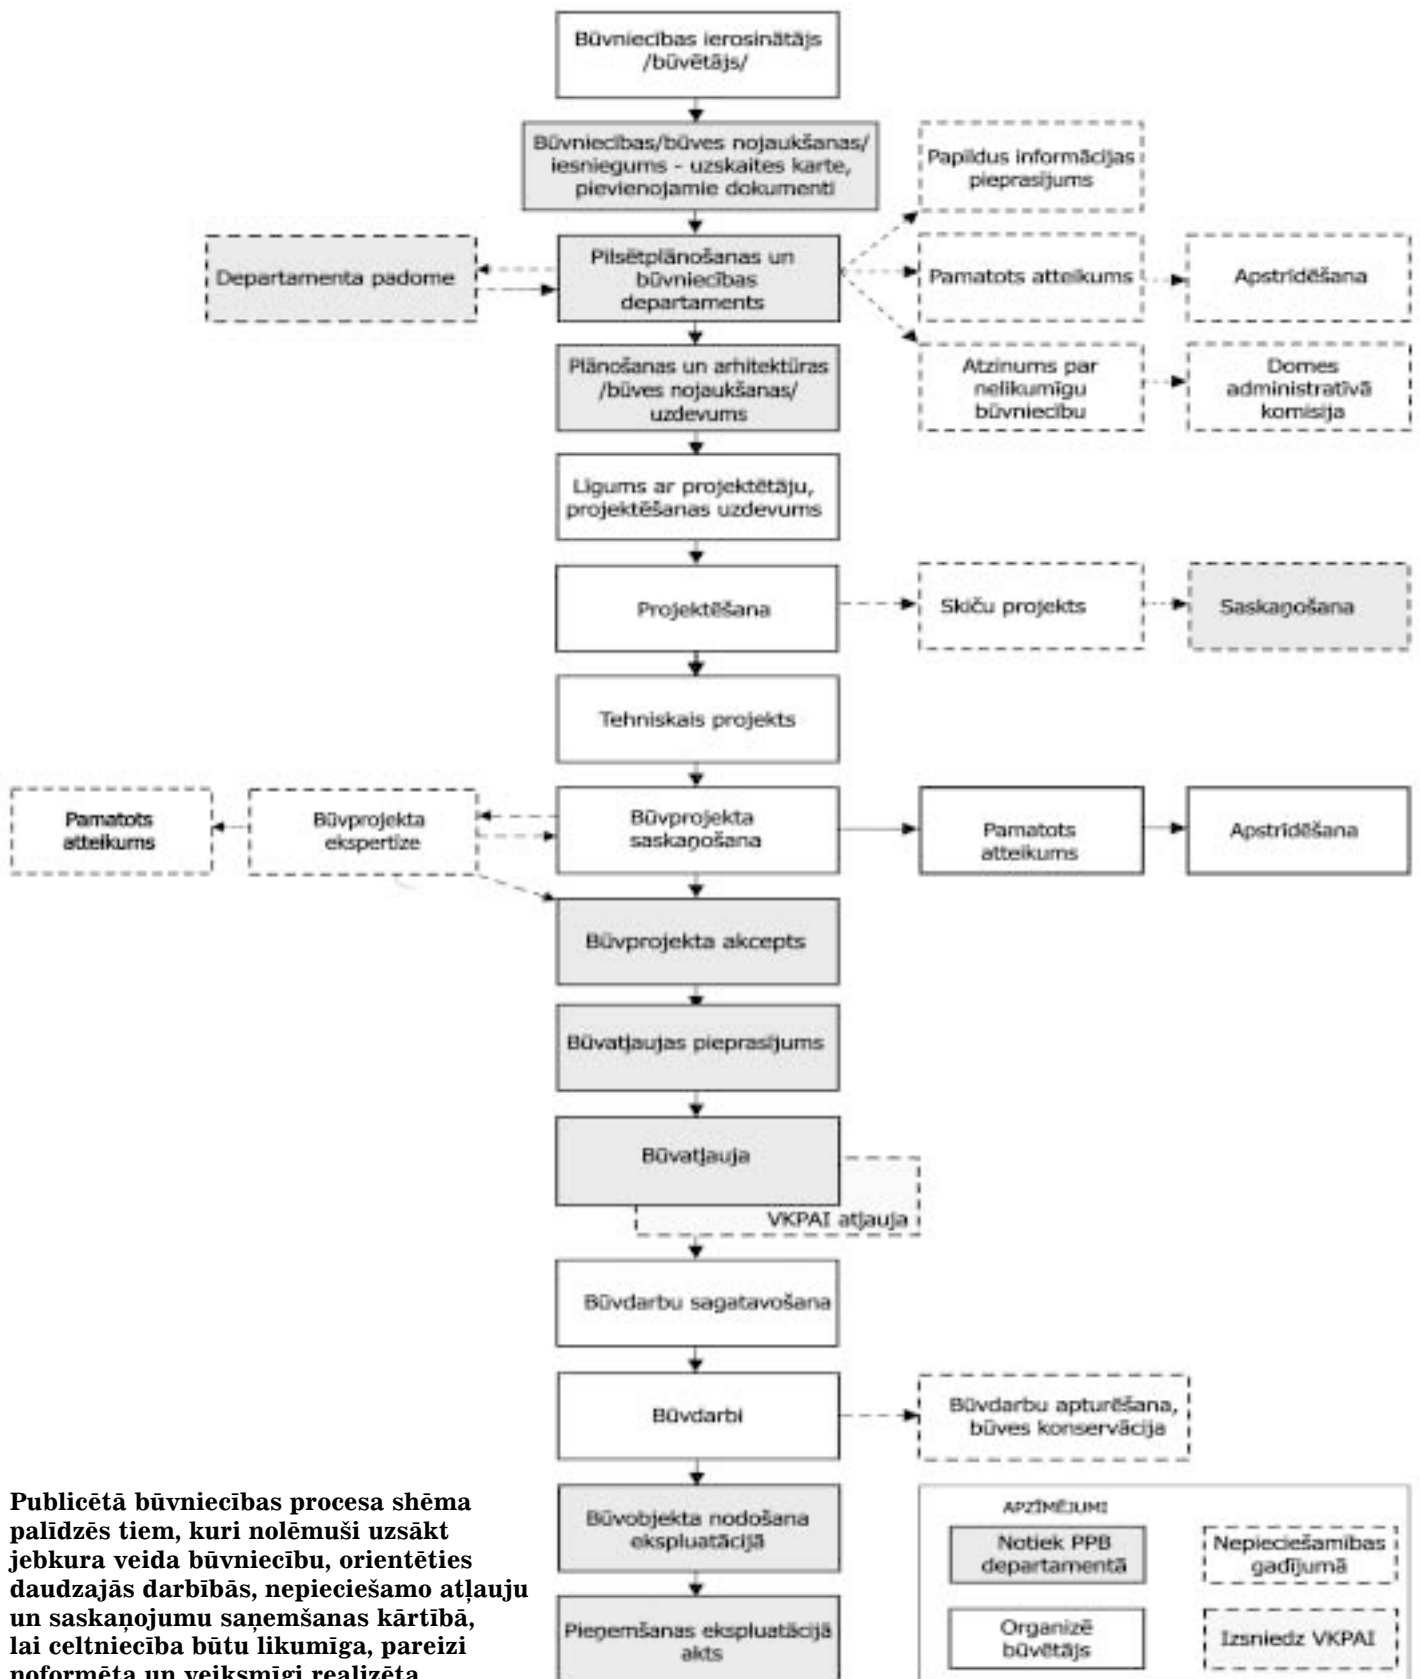 Būvniecības ierosinātājs
/būvētājs/
Būvniecības/būves nojaukšanas/
iesniegums - uzskaites karte,
pievienojamie dokumenti
Papildus informācijas
pieprasījums
Departamenta padome
Pilsētplānošanas un
būvniecības
departaments
Pamatots atteikums
Apstrīdēšana
Plānošanas un arhitektūras
/būves nojaukšanas/
uzdevums
Atzinums par
nelikumīgu
būvniecību
Domes
administratīvā
komisija
Līgums ar projektētāju,
projektēšanas uzdevums
Projektēšana
Skiču projekts
Saskaņošana
Tehniskais projekts
Pamatots
atteikums
Būvprojekta
ekspertīze
Būvprojekta
saskaņošana
Pamatots
atteikums
Apstrīdēšana
Būvprojekta akcepts
Būvatļaujas pieprasījums
Būvatļauja
VKPAI atļauja
Būvdarbu sagatavošana
Būvdarbi
Būvdarbu apturēšana,
būves konservācija
Būvobjekta nodošana
ekspluatācijā
Pieņemšanas ekspluatācijā
akts
APZĪMĒJUMI
Notiek PPB
departamentā
Nepieciešamības
gadījumā
Organizē
būvētājs
Izsniedz VKPAI
Publicētā būvniecības procesa shēma
palīdzēs tiem, kuri nolēmuši uzsākt
jebkura veida būvniecību, orientēties
daudzajās darbībās, nepieciešamo atļauju
un saskaņojumu saņemšanas kārtībā,
lai celtniecība būtu likumīga, pareizi
noformēta un veiksmīgi realizēta